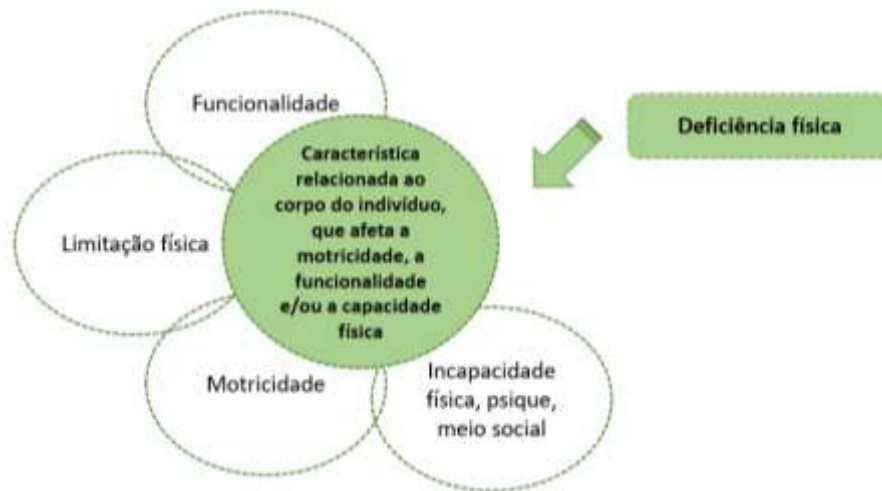 Funcionalidade
Deficiência física
Característica
relacionada ao
corpo do indivíduo,
que afeta a
motricidade, a
funcionalidade
e/ou a capacidade
física
Limitação física
Motricidade
Incapacidade
física, psique,
meio social